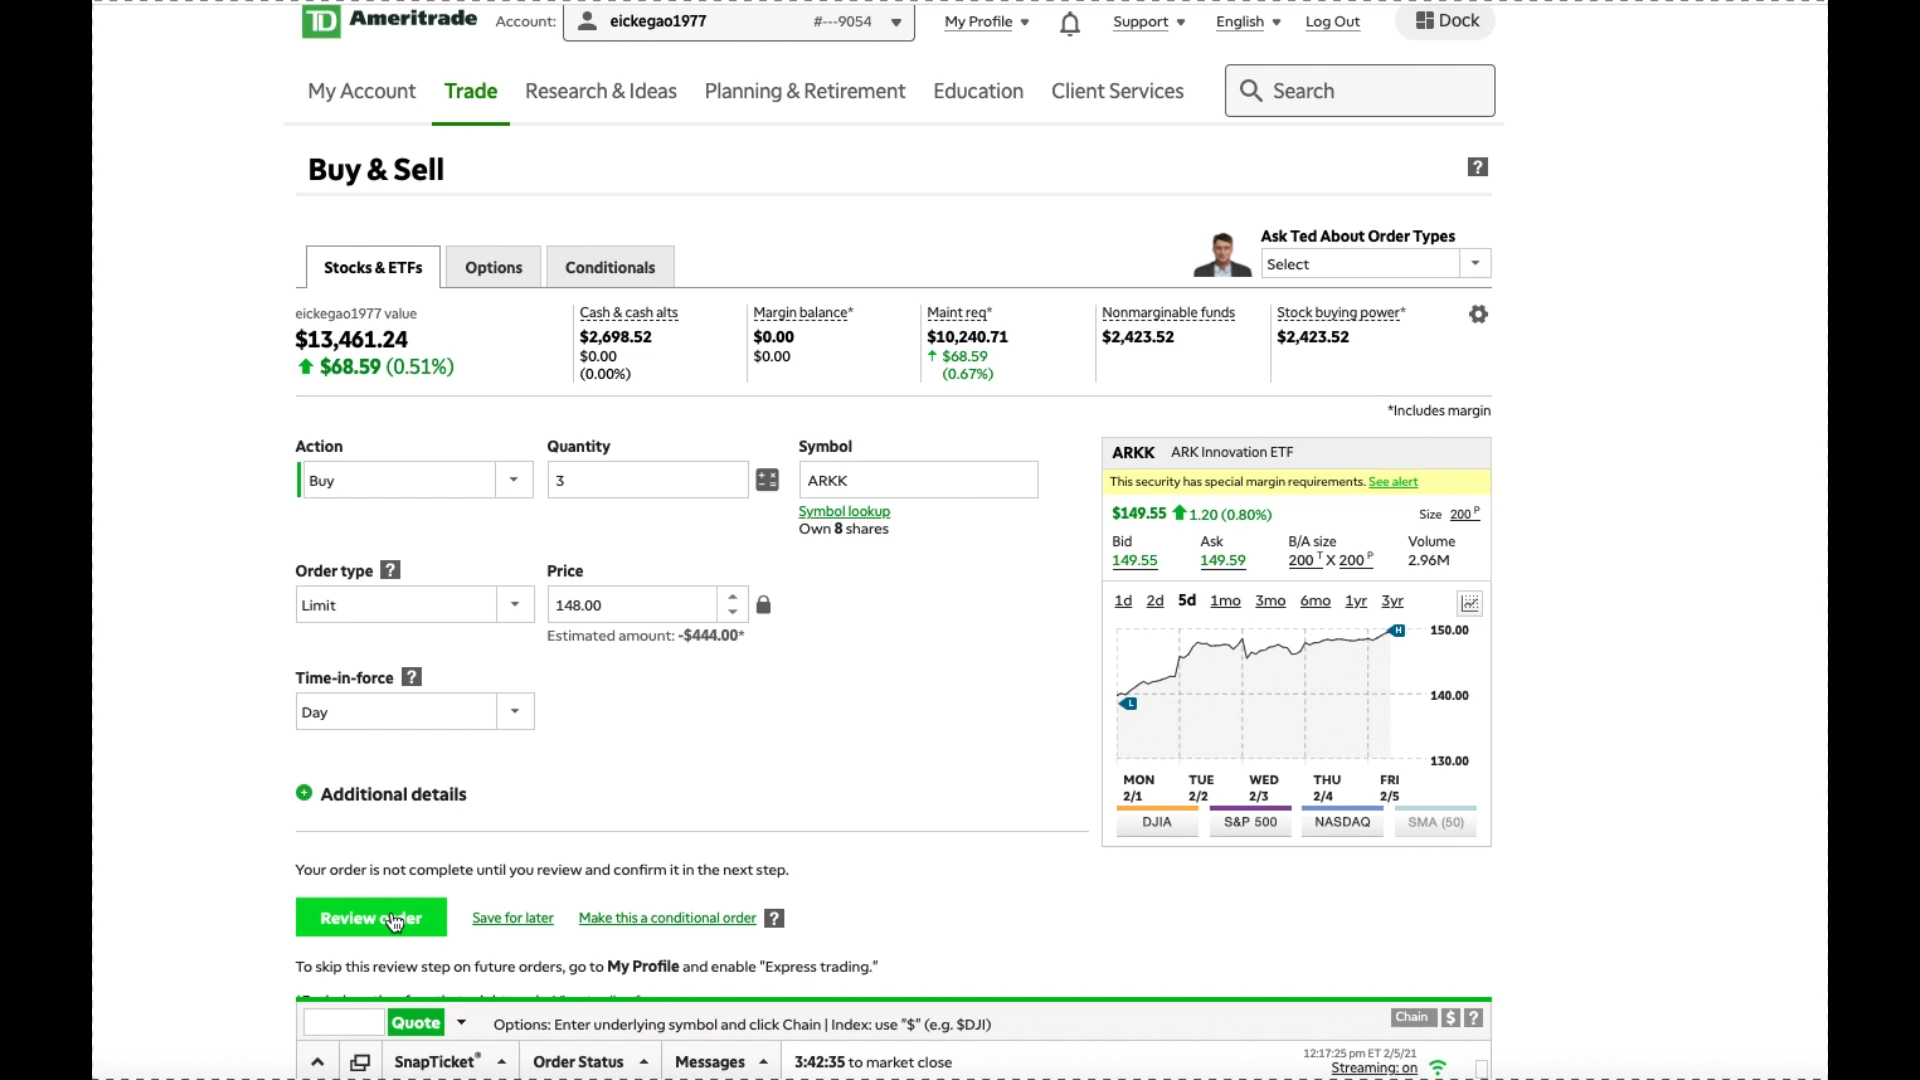 TD Ameritrade Account: eickegao1977 #---9054 My Profile Support English Log Out Dock
My Account Trade Research & Ideas Planning & Retirement Education Client Services Search
Buy & Sell ?
Ask Ted About Order Types
Stocks & ETFs Options Conditionals Select
eickegao1977 value Cash & cash alts Margin balance* Maint req* Nonmarginable funds Stock buying power*
$13,461.24 $2,698.52 $0.00 $10,240.71 $2,423.52 $2,423.52
$68.59 (0.51%) $0.00 $0.00 $68.59
(0.00%) (0.67%)
*Includes margin
Action Quantity Symbol
Buy 3 ARKK
Symbol lookup
Own 8 shares
Order type ? Price
Limit 148.00
Estimated amount: -$444.00*
Time-in-force ?
Day
Additional details
ARKK ARK Innovation ETF
This security has special margin requirements. See alert
$149.55 1.20 (0.80%) Size 200 P
Bid Ask B/A size Volume
149.55 149.59 200 T X 200 P 2.96M
1d 2d 5d 1mo 3mo 6mo 1yr 3yr
H 150.00
140.00
L
130.00
MON TUE WED THU FRI
2/1 2/2 2/3 2/4 2/5
DJIA S&P 500 NASDAQ SMA (50)
Your order is not complete until you review and confirm it in the next step.
Review order Save for later Make this a conditional order ?
To skip this review step on future orders, go to My Profile and enable "Express trading."
Quote Options: Enter underlying symbol and click Chain | Index: use "$" (e.g. $DJI) Chain $ ?
SnapTicket® Order Status Messages 3:42:35 to market close 12:17:25 pm ET 2/5/21
Streaming: on